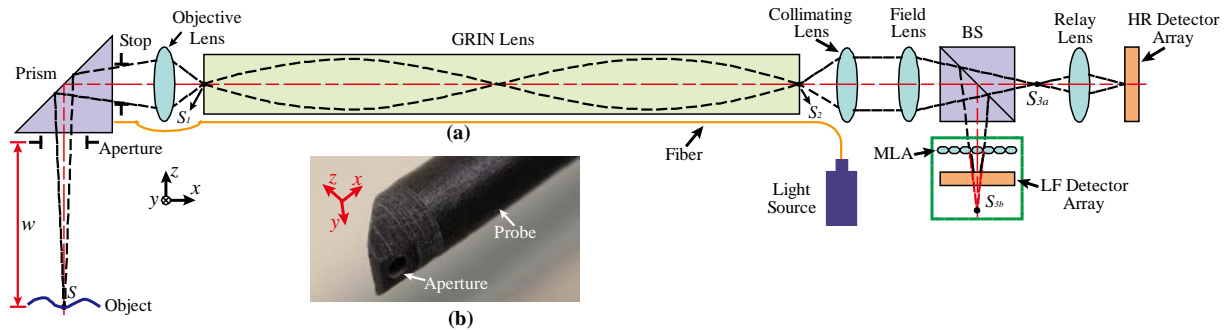 Objective
Lens
Stop
Prism
GRIN Lens
Collimating
Lens
Field
Lens
BS
Relay
Lens
HR Detector
Array
S1
S2
S3a
(a)
Aperture
Fiber
MLA
LF Detector
Array
S3b
Light
Source
z
y
x
w
z
x
y
Probe
Aperture
S
Object
(b)